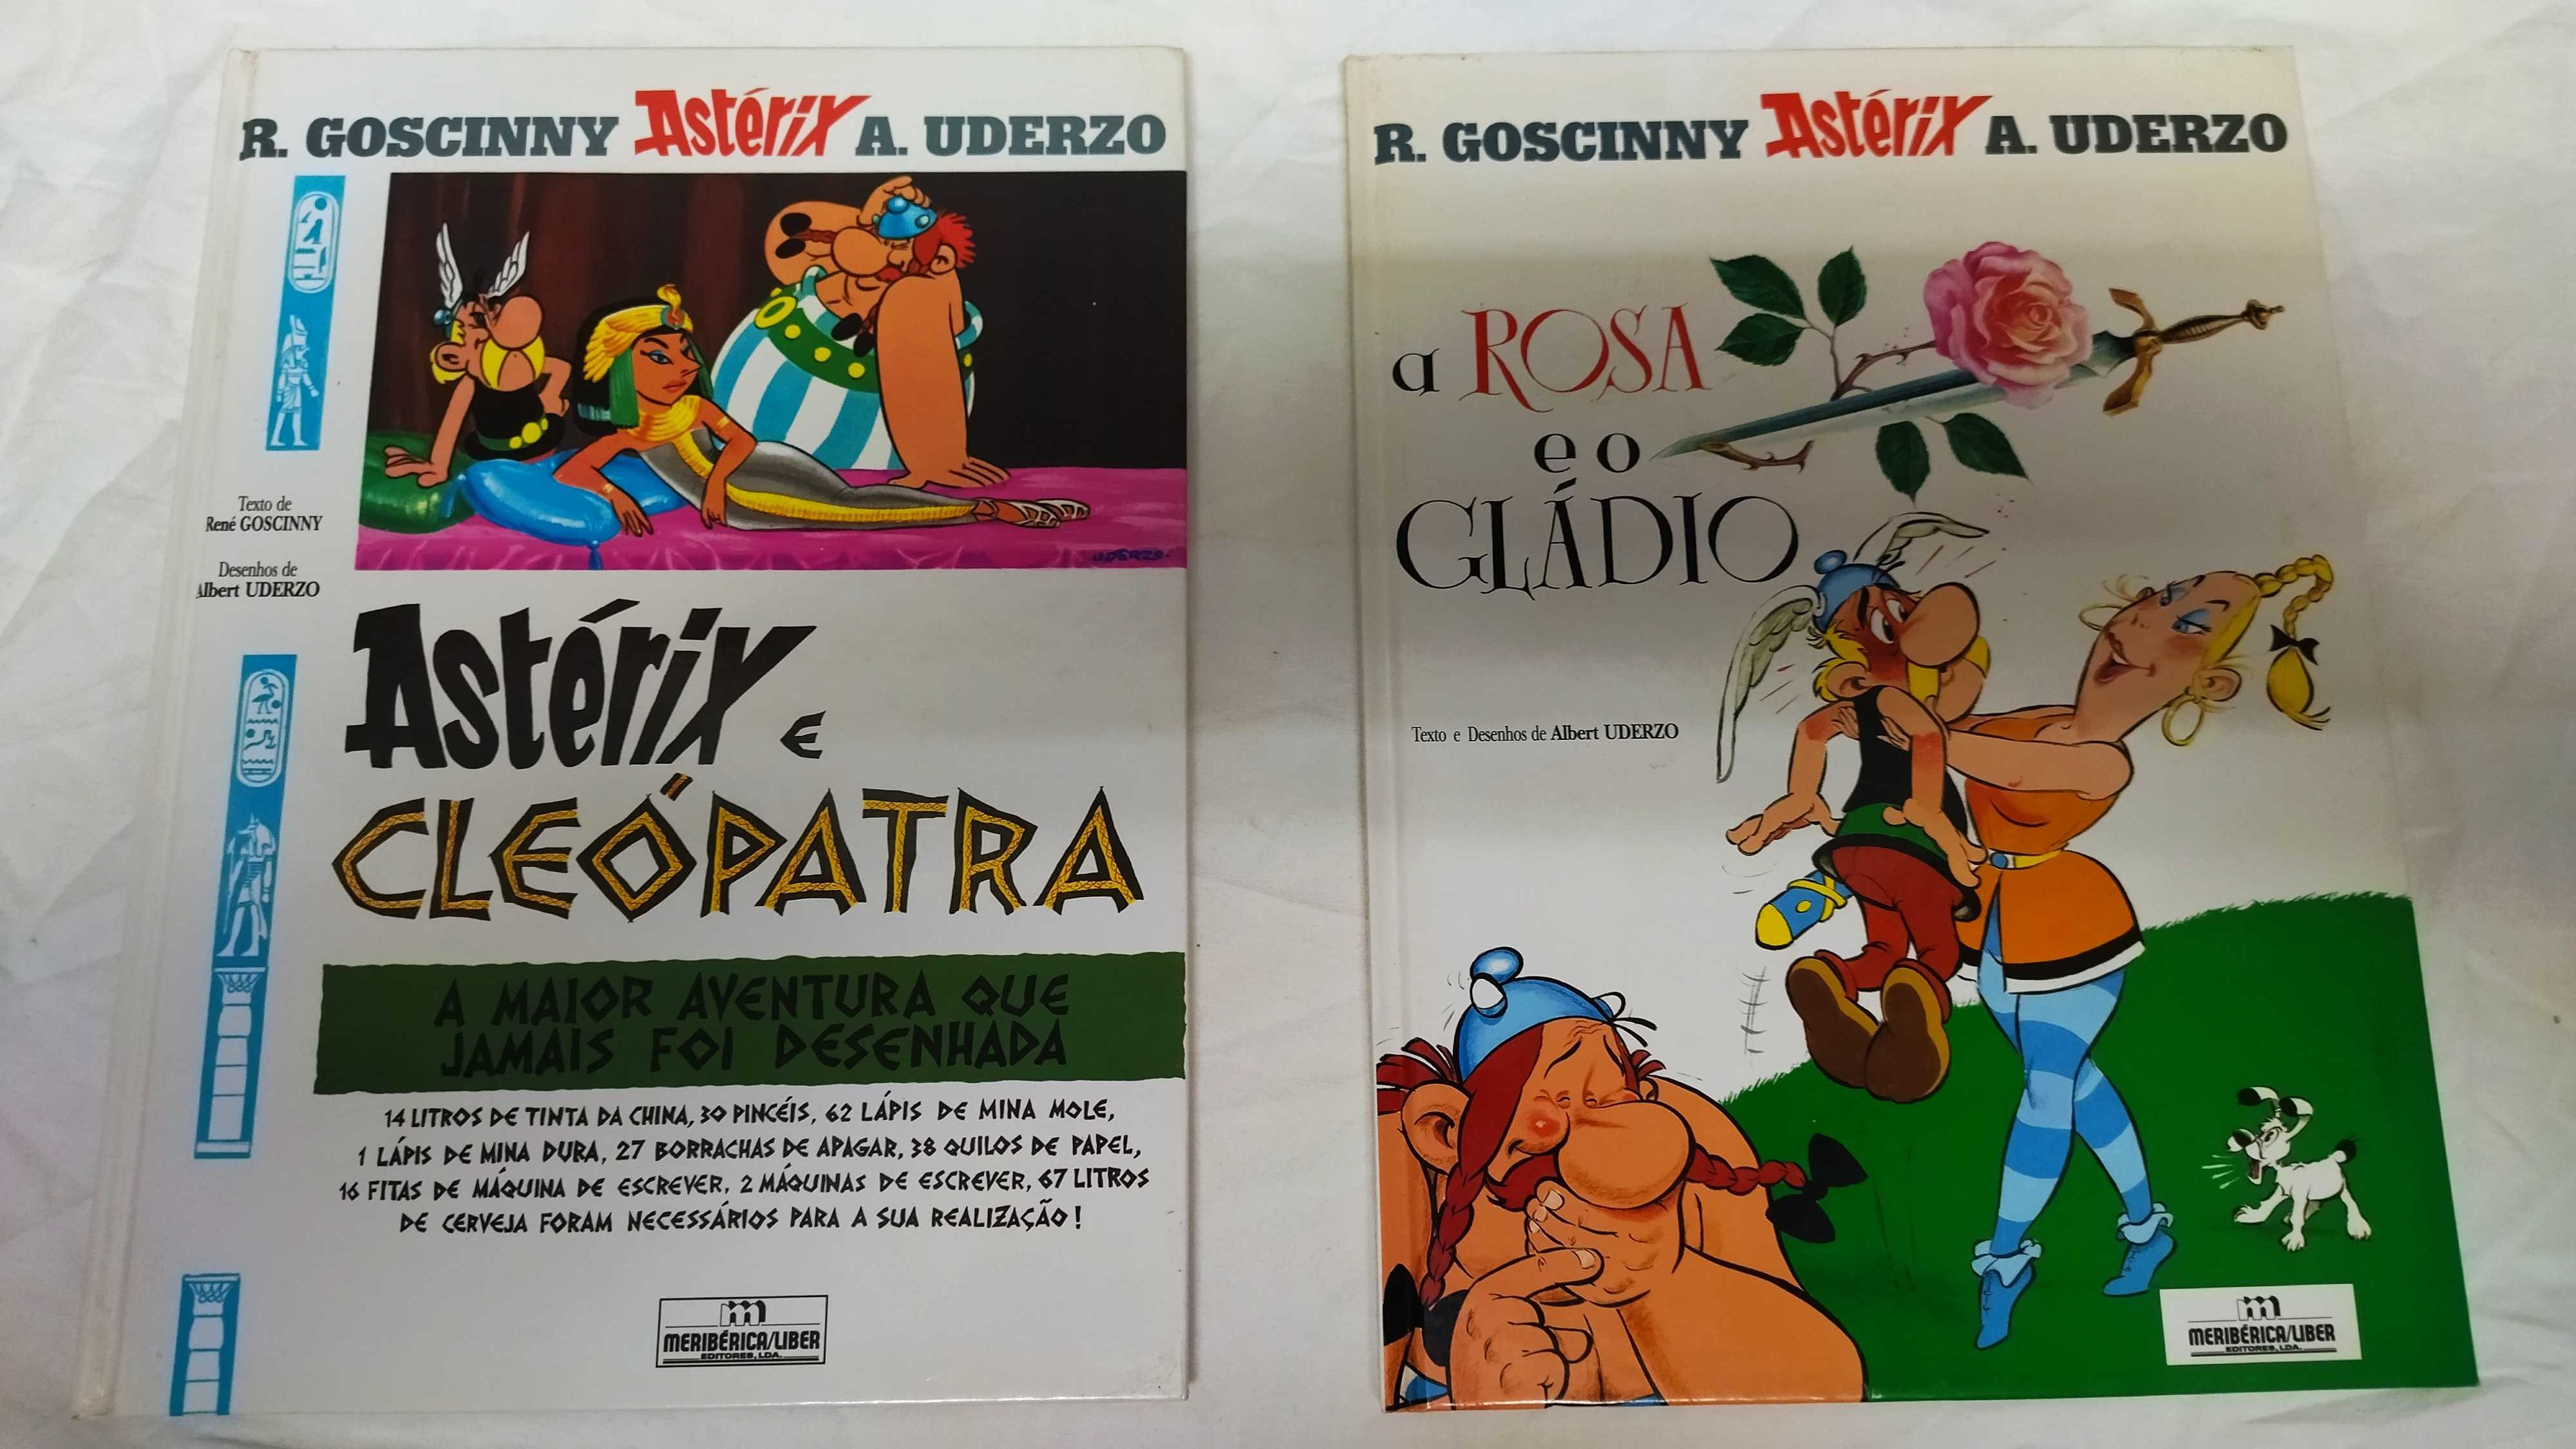 R. GOSCINNY Astérix A. UDERZO
Texto de
René GOSCINNY
Desenhos de
Albert UDERZO
UDERZO.
Astérix E
CLEÓPATRA
A MAIOR AVENTURA QUE
JAMAIS FOI DESENHADA
14 LITROS DE TINTA DA CHINA, 30 PINCÉIS, 62 LÁPIS DE MINA MOLE,
1 LÁPIS DE MINA DURA, 27 BORRACHAS DE APAGAR, 38 QUILOS DE PAPEL,
16 FITAS DE MÁQUINA DE ESCREVER, 2 MÁQUINAS DE ESCREVER, 67 LITROS
DE CERVEJA FORAM NECESSÁRIOS PARA A SUA REALIZAÇÃO!
m
MERIBÉRICA/LIBER
EDITORES, LDA.
R. GOSCINNY Astérix A. UDERZO
a ROSA
e o
GLÁDIO
Texto e Desenhos de Albert UDERZO
m
MERIBÉRICA/LIBER
EDITORES, LDA.